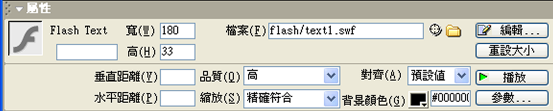 屬性
Flash Text 寬(W) 180 檔案(F) flash/text1.swf 編輯...
高(H) 33 重設大小
垂直距離(V) 品質(Q) 高 對齊(A) 預設值 播放
水平距離(P) 縮放(S) 精確符合 背景顏色(G) #000000 參數...